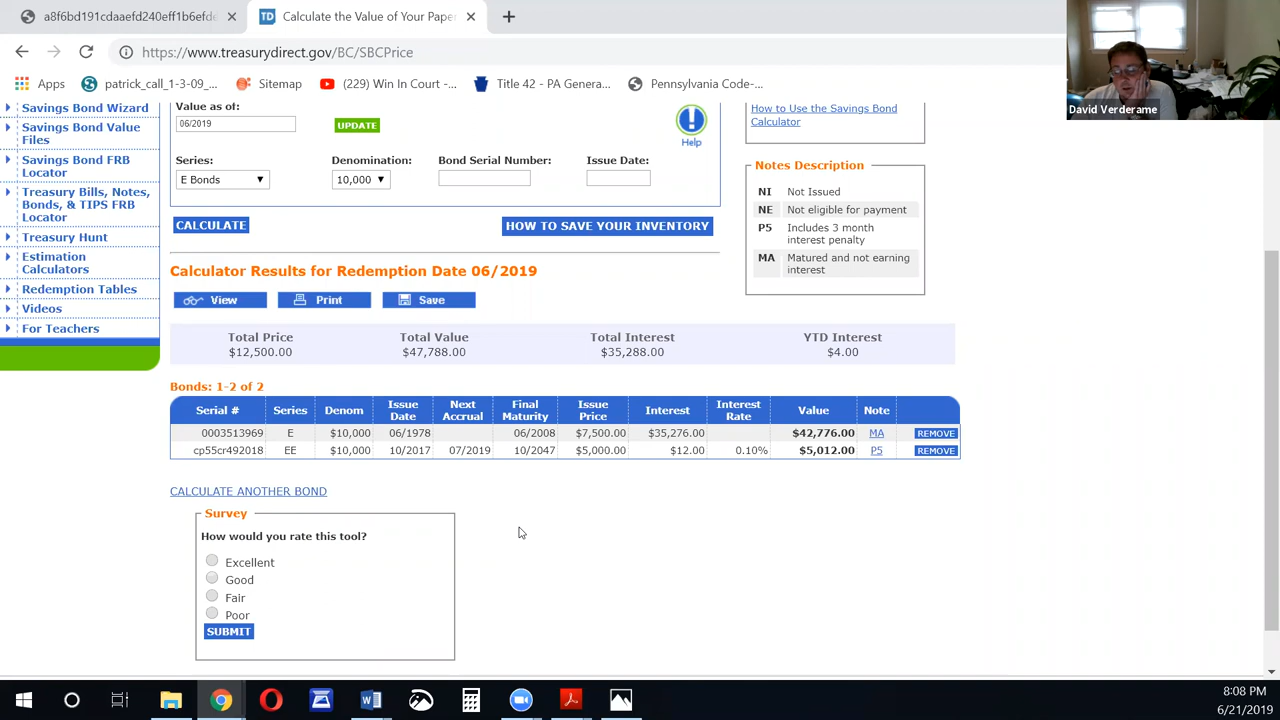 a8f6bd191cdaaefd240eff1b6efde
Calculate the Value of Your Paper
https://www.treasurydirect.gov/BC/SBCPrice
Apps
patrick_call_1-3-09_...
Sitemap
(229) Win In Court -...
Title 42 - PA Genera...
Pennsylvania Code-...
David Verderame
Savings Bond Wizard
Savings Bond Value
Files
Savings Bond FRB
Locator
Treasury Bills, Notes,
Bonds, & TIPS FRB
Locator
Treasury Hunt
Estimation
Calculators
Redemption Tables
Videos
For Teachers
Value as of:
06/2019
UPDATE
Help
Series:
Denomination:
Bond Serial Number:
Issue Date:
E Bonds
10,000
CALCULATE
HOW TO SAVE YOUR INVENTORY
How to Use the Savings Bond
Calculator
Notes Description
NI Not Issued
NE Not eligible for payment
P5 Includes 3 month
interest penalty
MA Matured and not earning
interest
Calculator Results for Redemption Date 06/2019
View
Print
Save
Total Price Total Value Total Interest YTD Interest
$12,500.00 $47,788.00 $35,288.00 $4.00
Bonds: 1-2 of 2
Serial # Series Denom Issue Date Next Accrual Final Maturity Issue Price Interest Interest Rate Value Note
0003513969 E $10,000 06/1978 06/2008 $7,500.00 $35,276.00 $42,776.00 MA REMOVE
cp55cr492018 EE $10,000 10/2017 07/2019 10/2047 $5,000.00 $12.00 0.10% $5,012.00 P5 REMOVE
CALCULATE ANOTHER BOND
Survey
How would you rate this tool?
Excellent
Good
Fair
Poor
SUBMIT
8:08 PM
6/21/2019